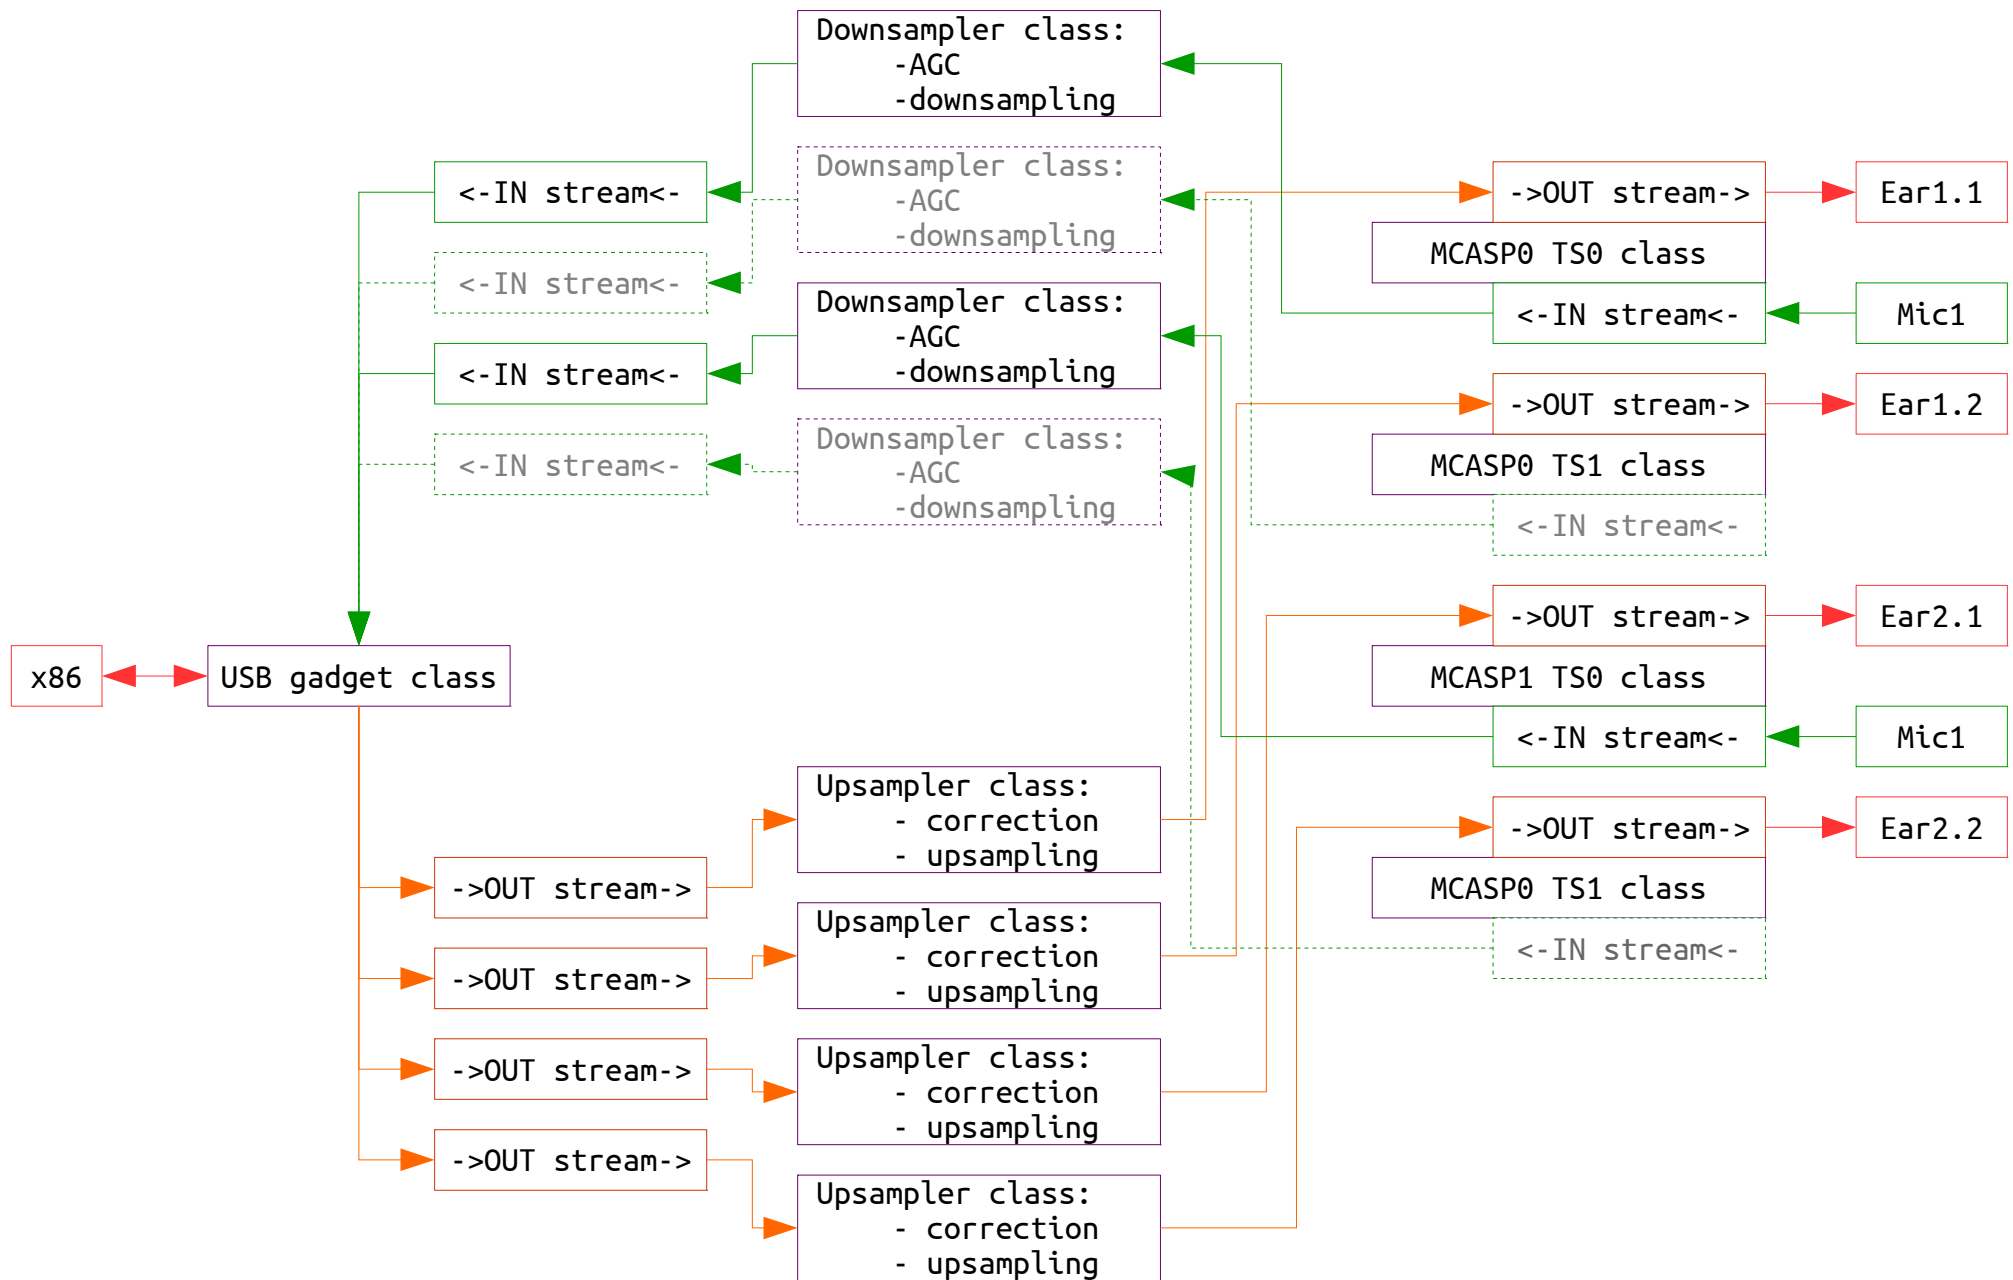 Downsampler class:
-AGC
-downsampling
Downsampler class:
-AGC
-downsampling
Downsampler class:
-AGC
-downsampling
Downsampler class:
-AGC
-downsampling
<-IN stream<-
<-IN stream<-
<-IN stream<-
<-IN stream<-
x86
USB gadget class
->OUT stream->
->OUT stream->
->OUT stream->
->OUT stream->
Upsampler class:
- correction
- upsampling
Upsampler class:
- correction
- upsampling
Upsampler class:
- correction
- upsampling
Upsampler class:
- correction
- upsampling
->OUT stream->
MCASP0 TS0 class
<-IN stream<-
Ear1.1
Mic1
->OUT stream->
MCASP0 TS1 class
<-IN stream<-
Ear1.2
->OUT stream->
MCASP1 TS0 class
<-IN stream<-
Ear2.1
Mic1
->OUT stream->
MCASP0 TS1 class
<-IN stream<-
Ear2.2